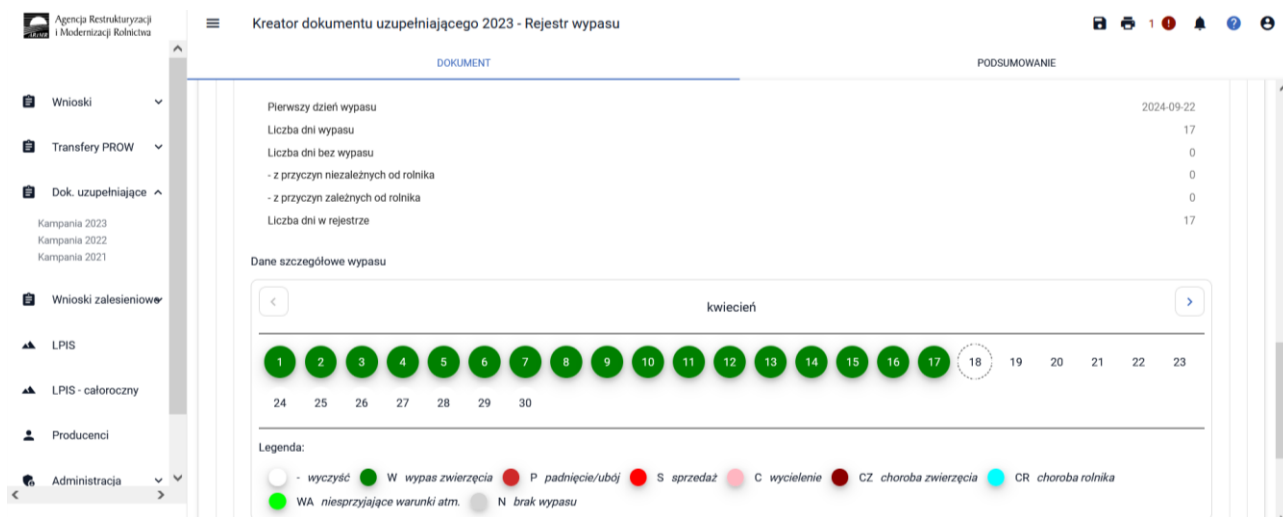 Agencja Restrukturyzacji
i Modernizacji Rolnictwa
Kreator dokumentu uzupełniającego 2023 - Rejestr wypasu
1
DOKUMENT
PODSUMOWANIE
Wnioski
Transfery PROW
Dok. uzupełniające
Kampania 2023
Kampania 2022
Kampania 2021
Wnioski zalesieniowe
LPIS
LPIS - całoroczny
Producenci
Administracja
Pierwszy dzień wypasu 2024-09-22
Liczba dni wypasu 17
Liczba dni bez wypasu 0
- z przyczyn niezależnych od rolnika 0
- z przyczyn zależnych od rolnika 0
Liczba dni w rejestrze 17
Dane szczegółowe wypasu
kwiecień
1 2 3 4 5 6 7 8 9 10 11 12 13 14 15 16 17 18 19 20 21 22 23
24 25 26 27 28 29 30
Legenda:
- wyczyść W wypas zwierzęcia P padnięcie/ubój S sprzedaż C wycielenie CZ choroba zwierzęcia CR choroba rolnika
WA niesprzyjające warunki atm. N brak wypasu